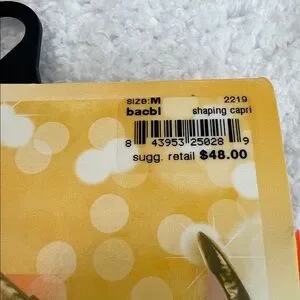 size:M 2219
bacbl shaping capri
8 43953 25028 9
sugg. retail $48.00